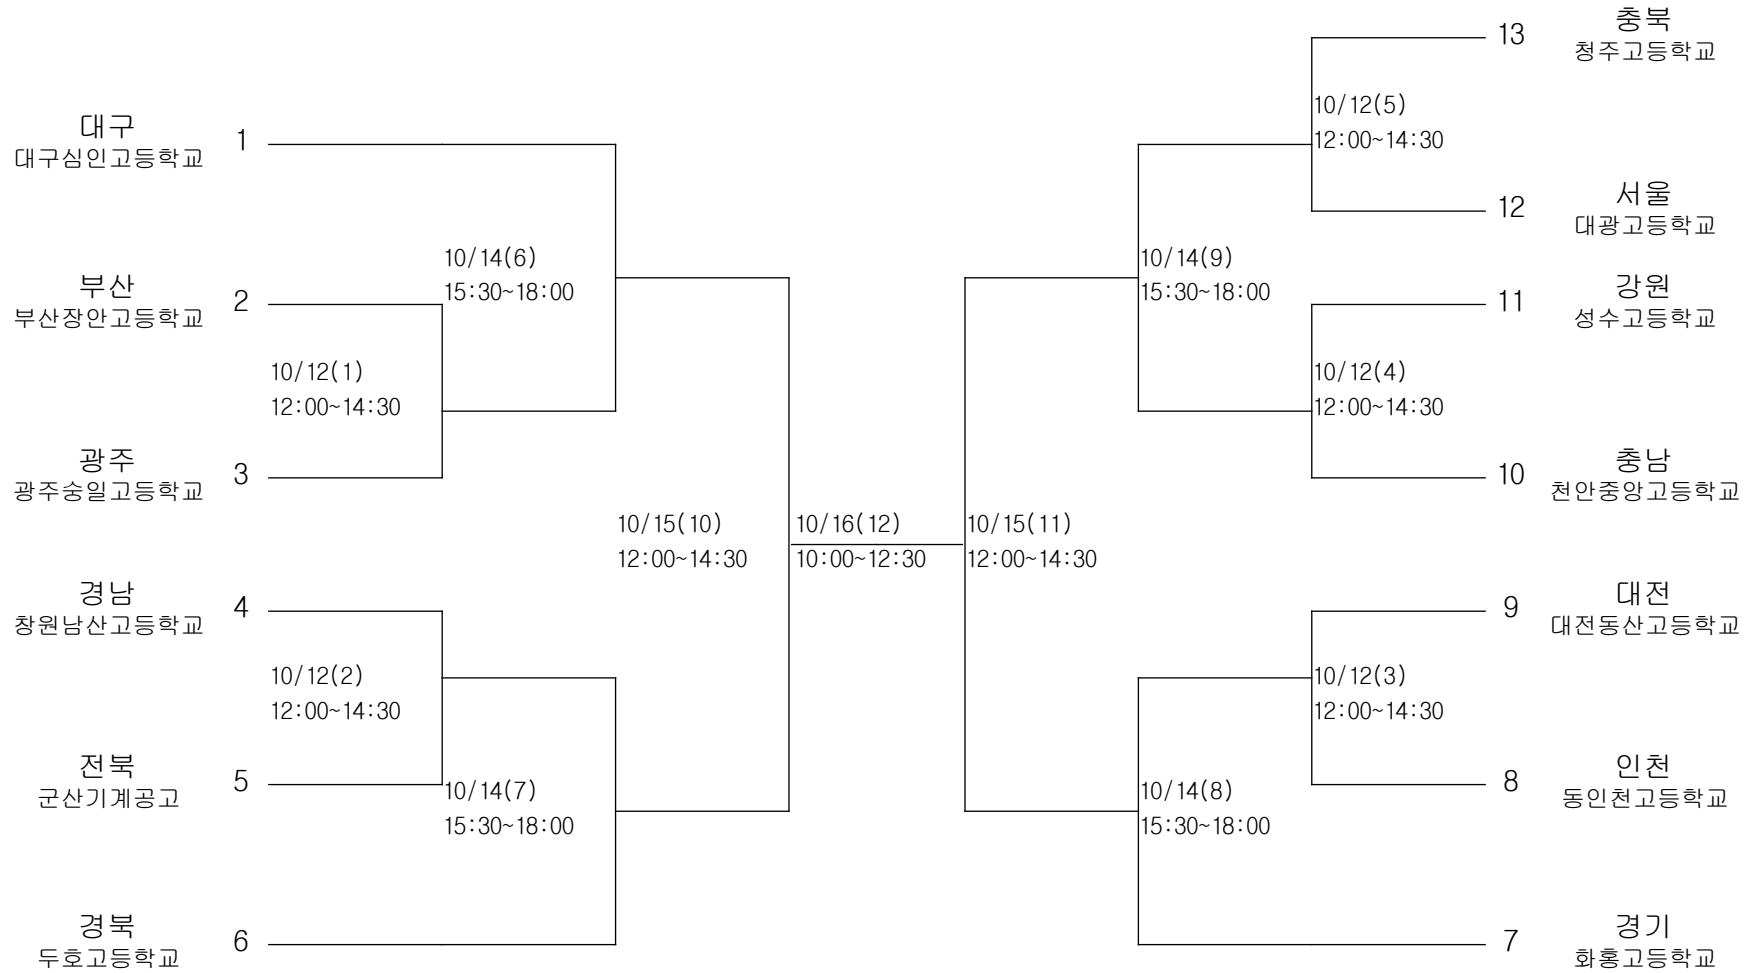 대구
대구심인고등학교
1
부산
부산장안고등학교
2
10/12(1)
12:00~14:30
광주
광주숭일고등학교
3
10/14(6)
15:30~18:00
경남
창원남산고등학교
4
10/12(2)
12:00~14:30
전북
군산기계공고
5
10/14(7)
15:30~18:00
경북
두호고등학교
6
10/15(10)
12:00~14:30
10/16(12)
10:00~12:30
10/15(11)
12:00~14:30
13
충북
청주고등학교
10/12(5)
12:00~14:30
12
서울
대광고등학교
10/14(9)
15:30~18:00
11
강원
성수고등학교
10/12(4)
12:00~14:30
10
충남
천안중앙고등학교
9
대전
대전동산고등학교
10/12(3)
12:00~14:30
8
인천
동인천고등학교
10/14(8)
15:30~18:00
7
경기
화홍고등학교